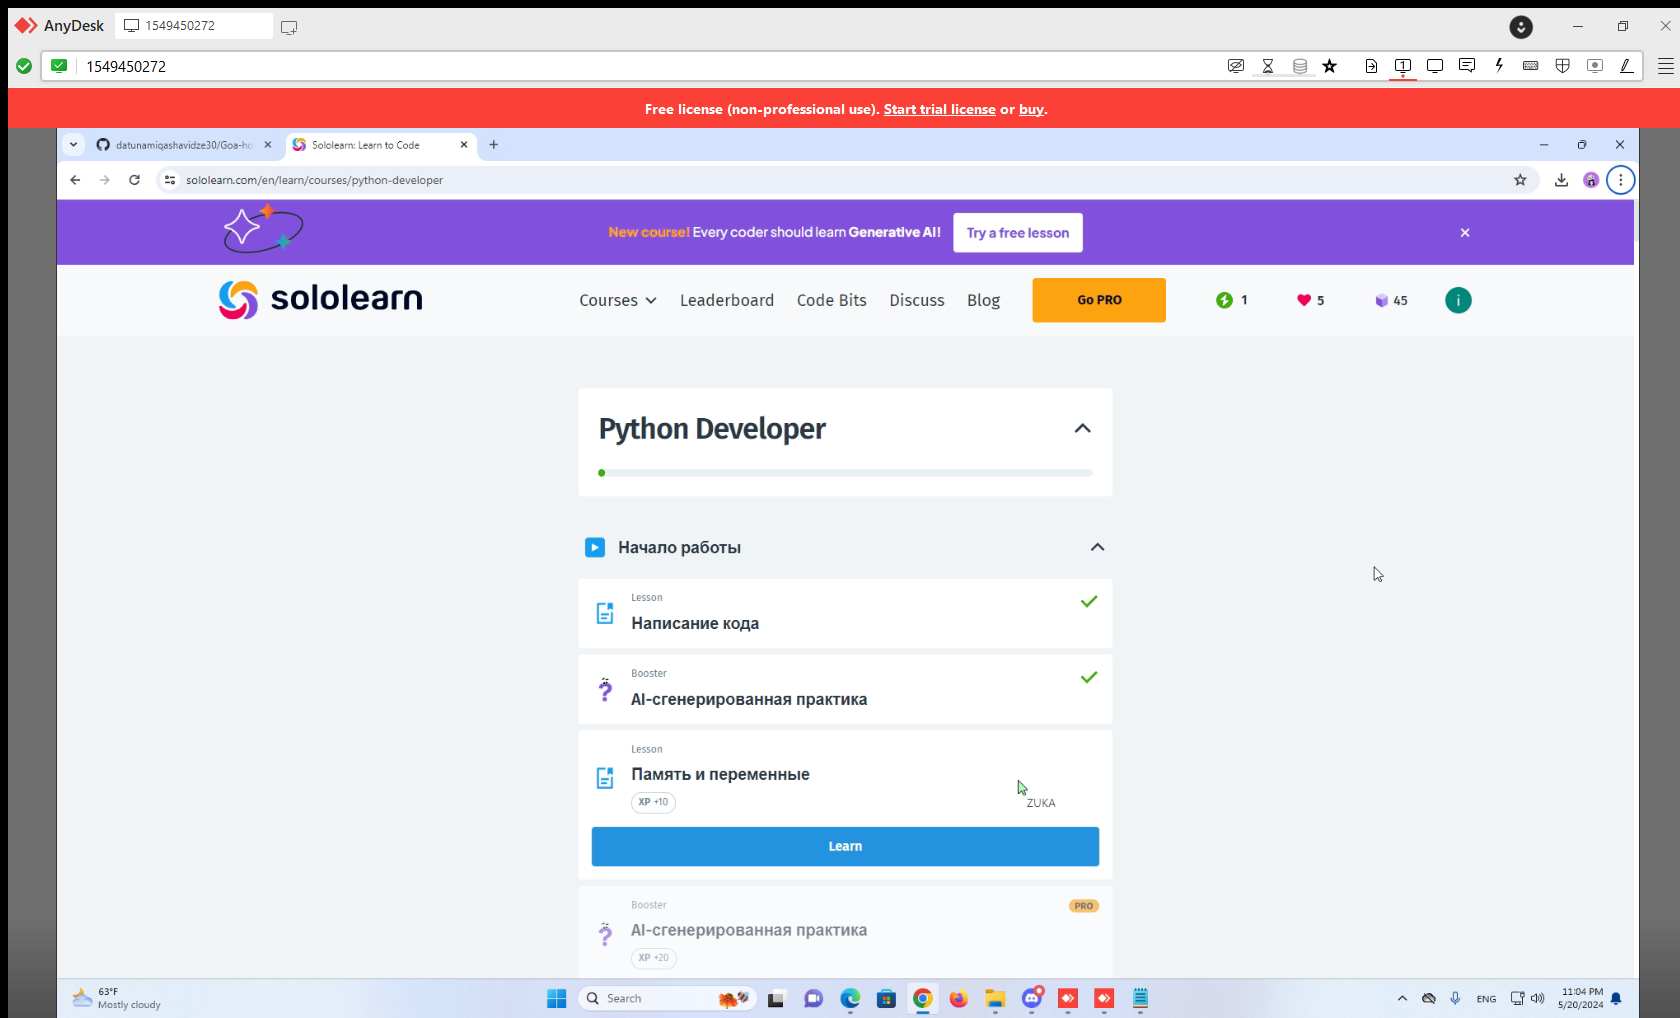 AnyDesk
1549450272
1549450272
1
Free license (non-professional use). Start trial license or buy.
datunamiqashavidze30/Goa-ho
Sololearn: Learn to Code
sololearn.com/en/learn/courses/python-developer
New course! Every coder should learn Generative AI!
Try a free lesson
sololearn
Courses
Leaderboard
Code Bits
Discuss
Blog
Go PRO
1
5
45
i
Python Developer
Начало работы
Lesson
Написание кода
Booster
AI-сгенерированная практика
Lesson
Память и переменные
XP +10
ZUKA
Learn
Booster
PRO
AI-сгенерированная практика
XP +20
63°F
Mostly cloudy
Search
ENG
11:04 PM
5/20/2024